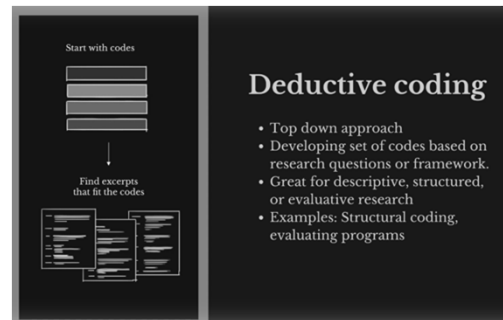 Start with codes
Find excerpts
that fit the codes
Deductive coding
• Top down approach
• Developing set of codes based on
research questions or framework.
• Great for descriptive, structured,
or evaluative research
• Examples: Structural coding,
evaluating programs